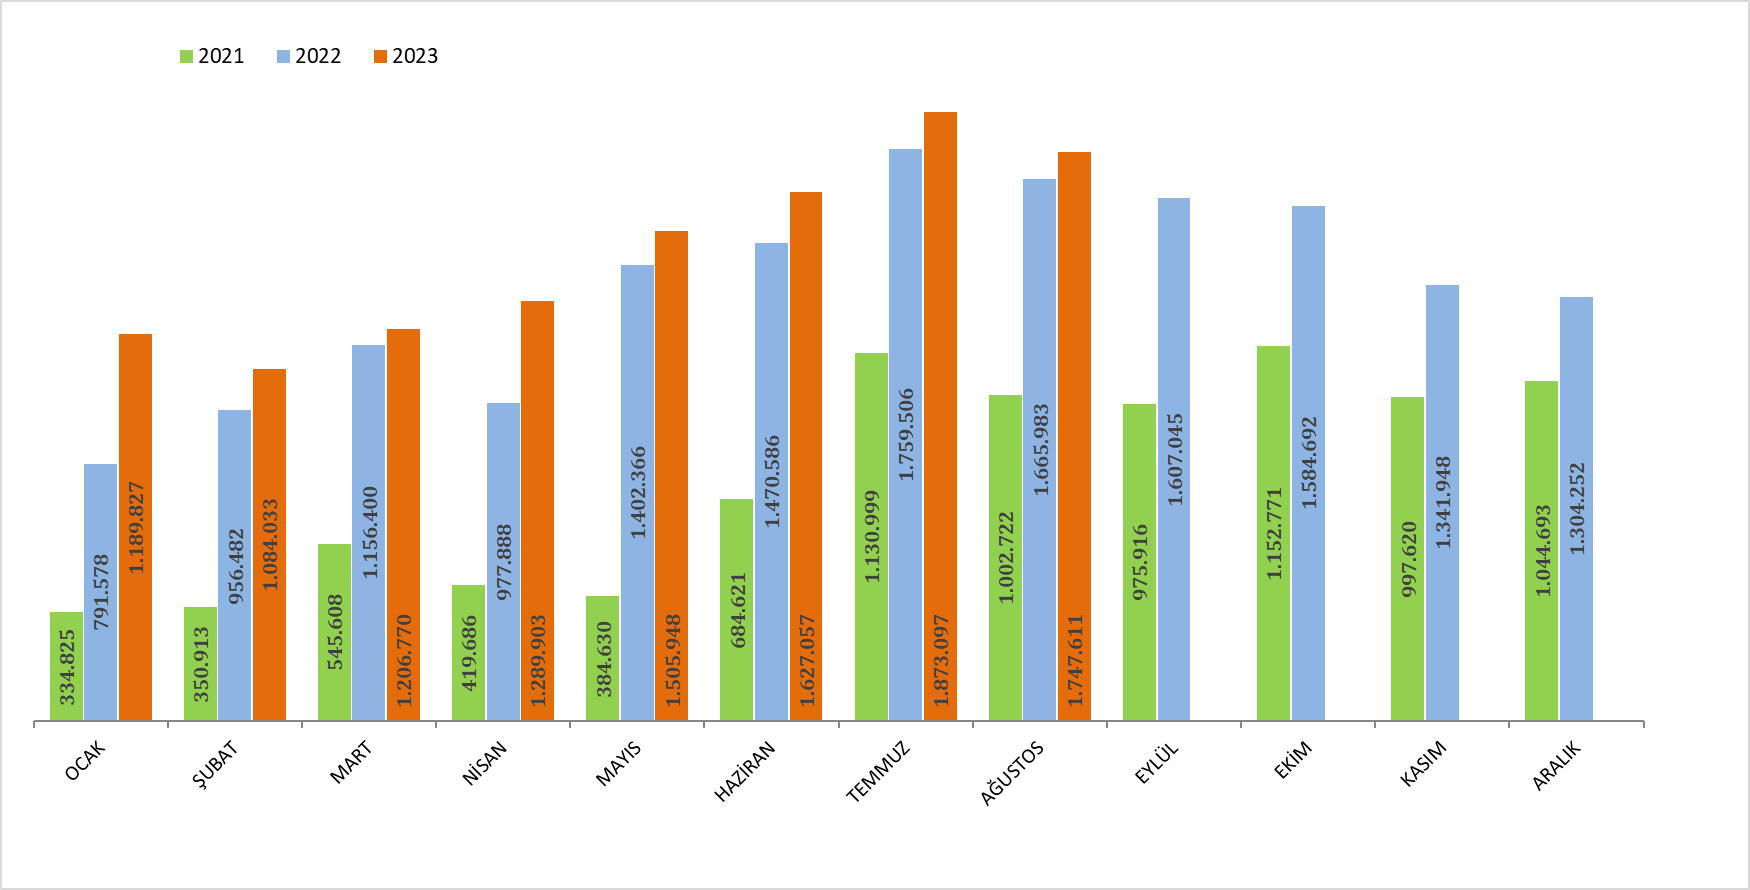 2021 2022 2023
334.825 791.578 1.189.827
350.913 956.482 1.084.033
545.608 1.156.400 1.206.770
419.686 977.888 1.289.903
384.630 1.402.366 1.505.948
684.621 1.470.586 1.627.057
1.130.999 1.759.506 1.873.097
1.002.722 1.665.983 1.747.611
975.916 1.607.045
1.152.771 1.584.692
997.620 1.341.948
1.044.693 1.304.252
OCAK
ŞUBAT
MART
NİSAN
MAYIS
HAZİRAN
TEMMUZ
AĞUSTOS
EYLÜL
EKİM
KASIM
ARALIK